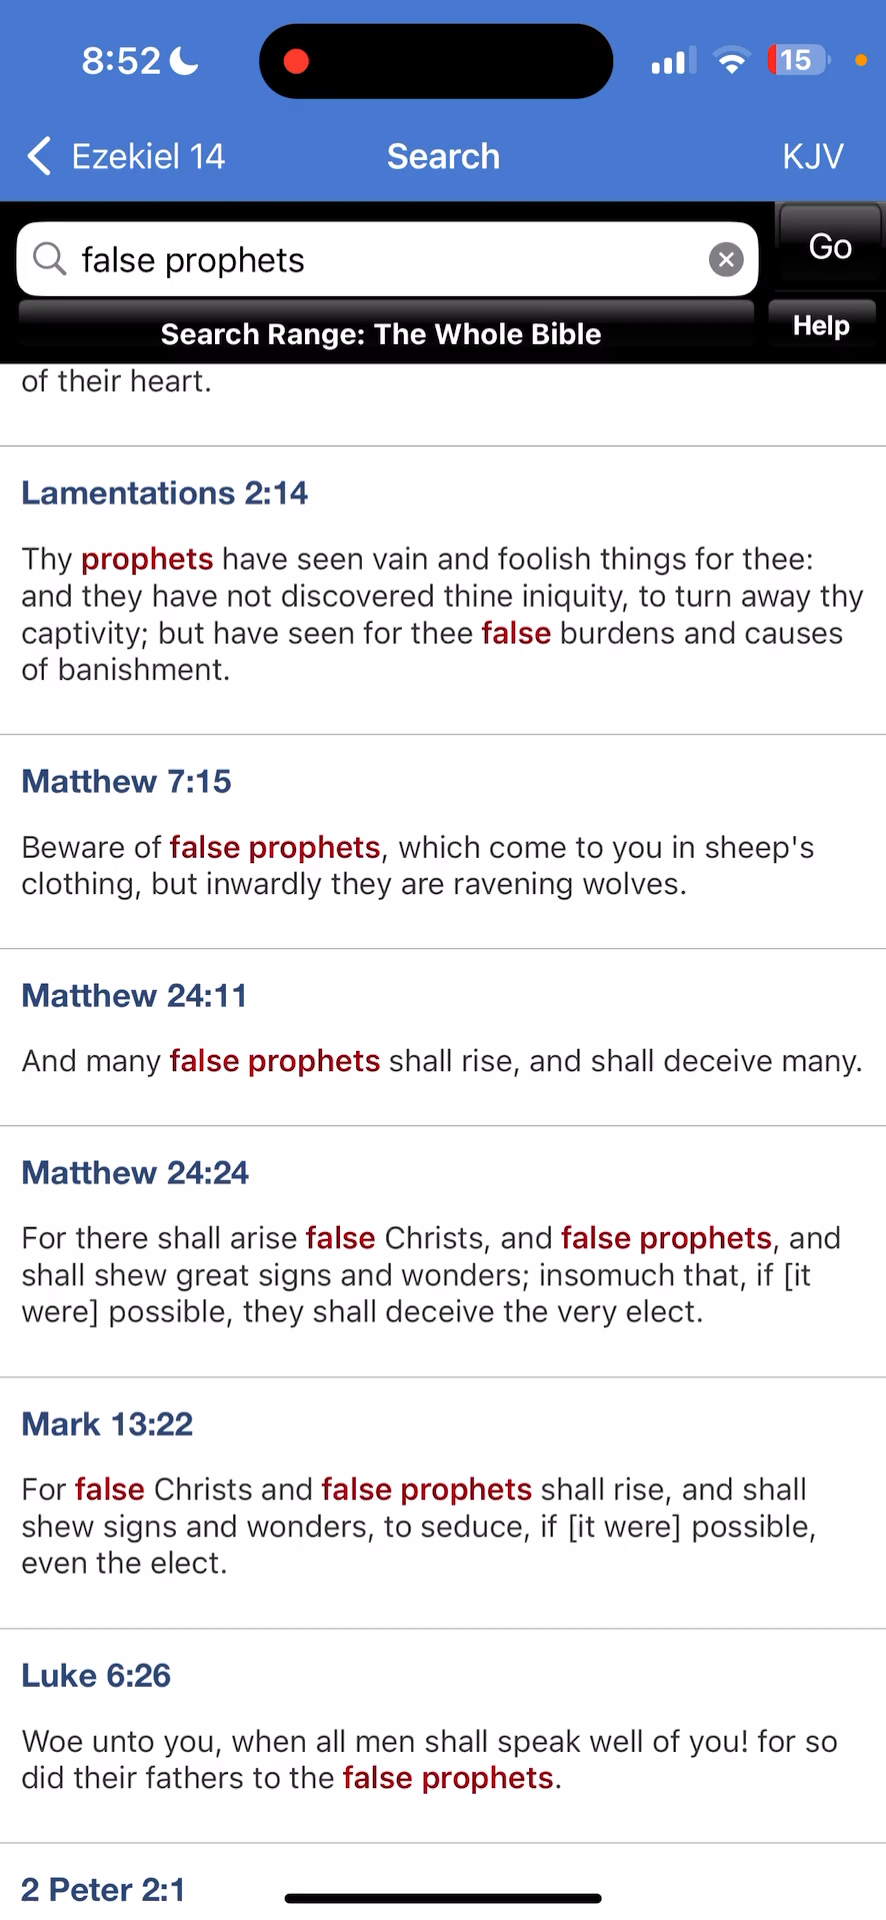 8:52
15
Ezekiel 14
Search
KJV
false prophets
Go
Search Range: The Whole Bible
Help
of their heart.
Lamentations 2:14
Thy prophets have seen vain and foolish things for thee:
and they have not discovered thine iniquity, to turn away thy
captivity; but have seen for thee false burdens and causes
of banishment.
Matthew 7:15
Beware of false prophets, which come to you in sheep's
clothing, but inwardly they are ravening wolves.
Matthew 24:11
And many false prophets shall rise, and shall deceive many.
Matthew 24:24
For there shall arise false Christs, and false prophets, and
shall shew great signs and wonders; insomuch that, if [it
were] possible, they shall deceive the very elect.
Mark 13:22
For false Christs and false prophets shall rise, and shall
shew signs and wonders, to seduce, if [it were] possible,
even the elect.
Luke 6:26
Woe unto you, when all men shall speak well of you! for so
did their fathers to the false prophets.
2 Peter 2:1